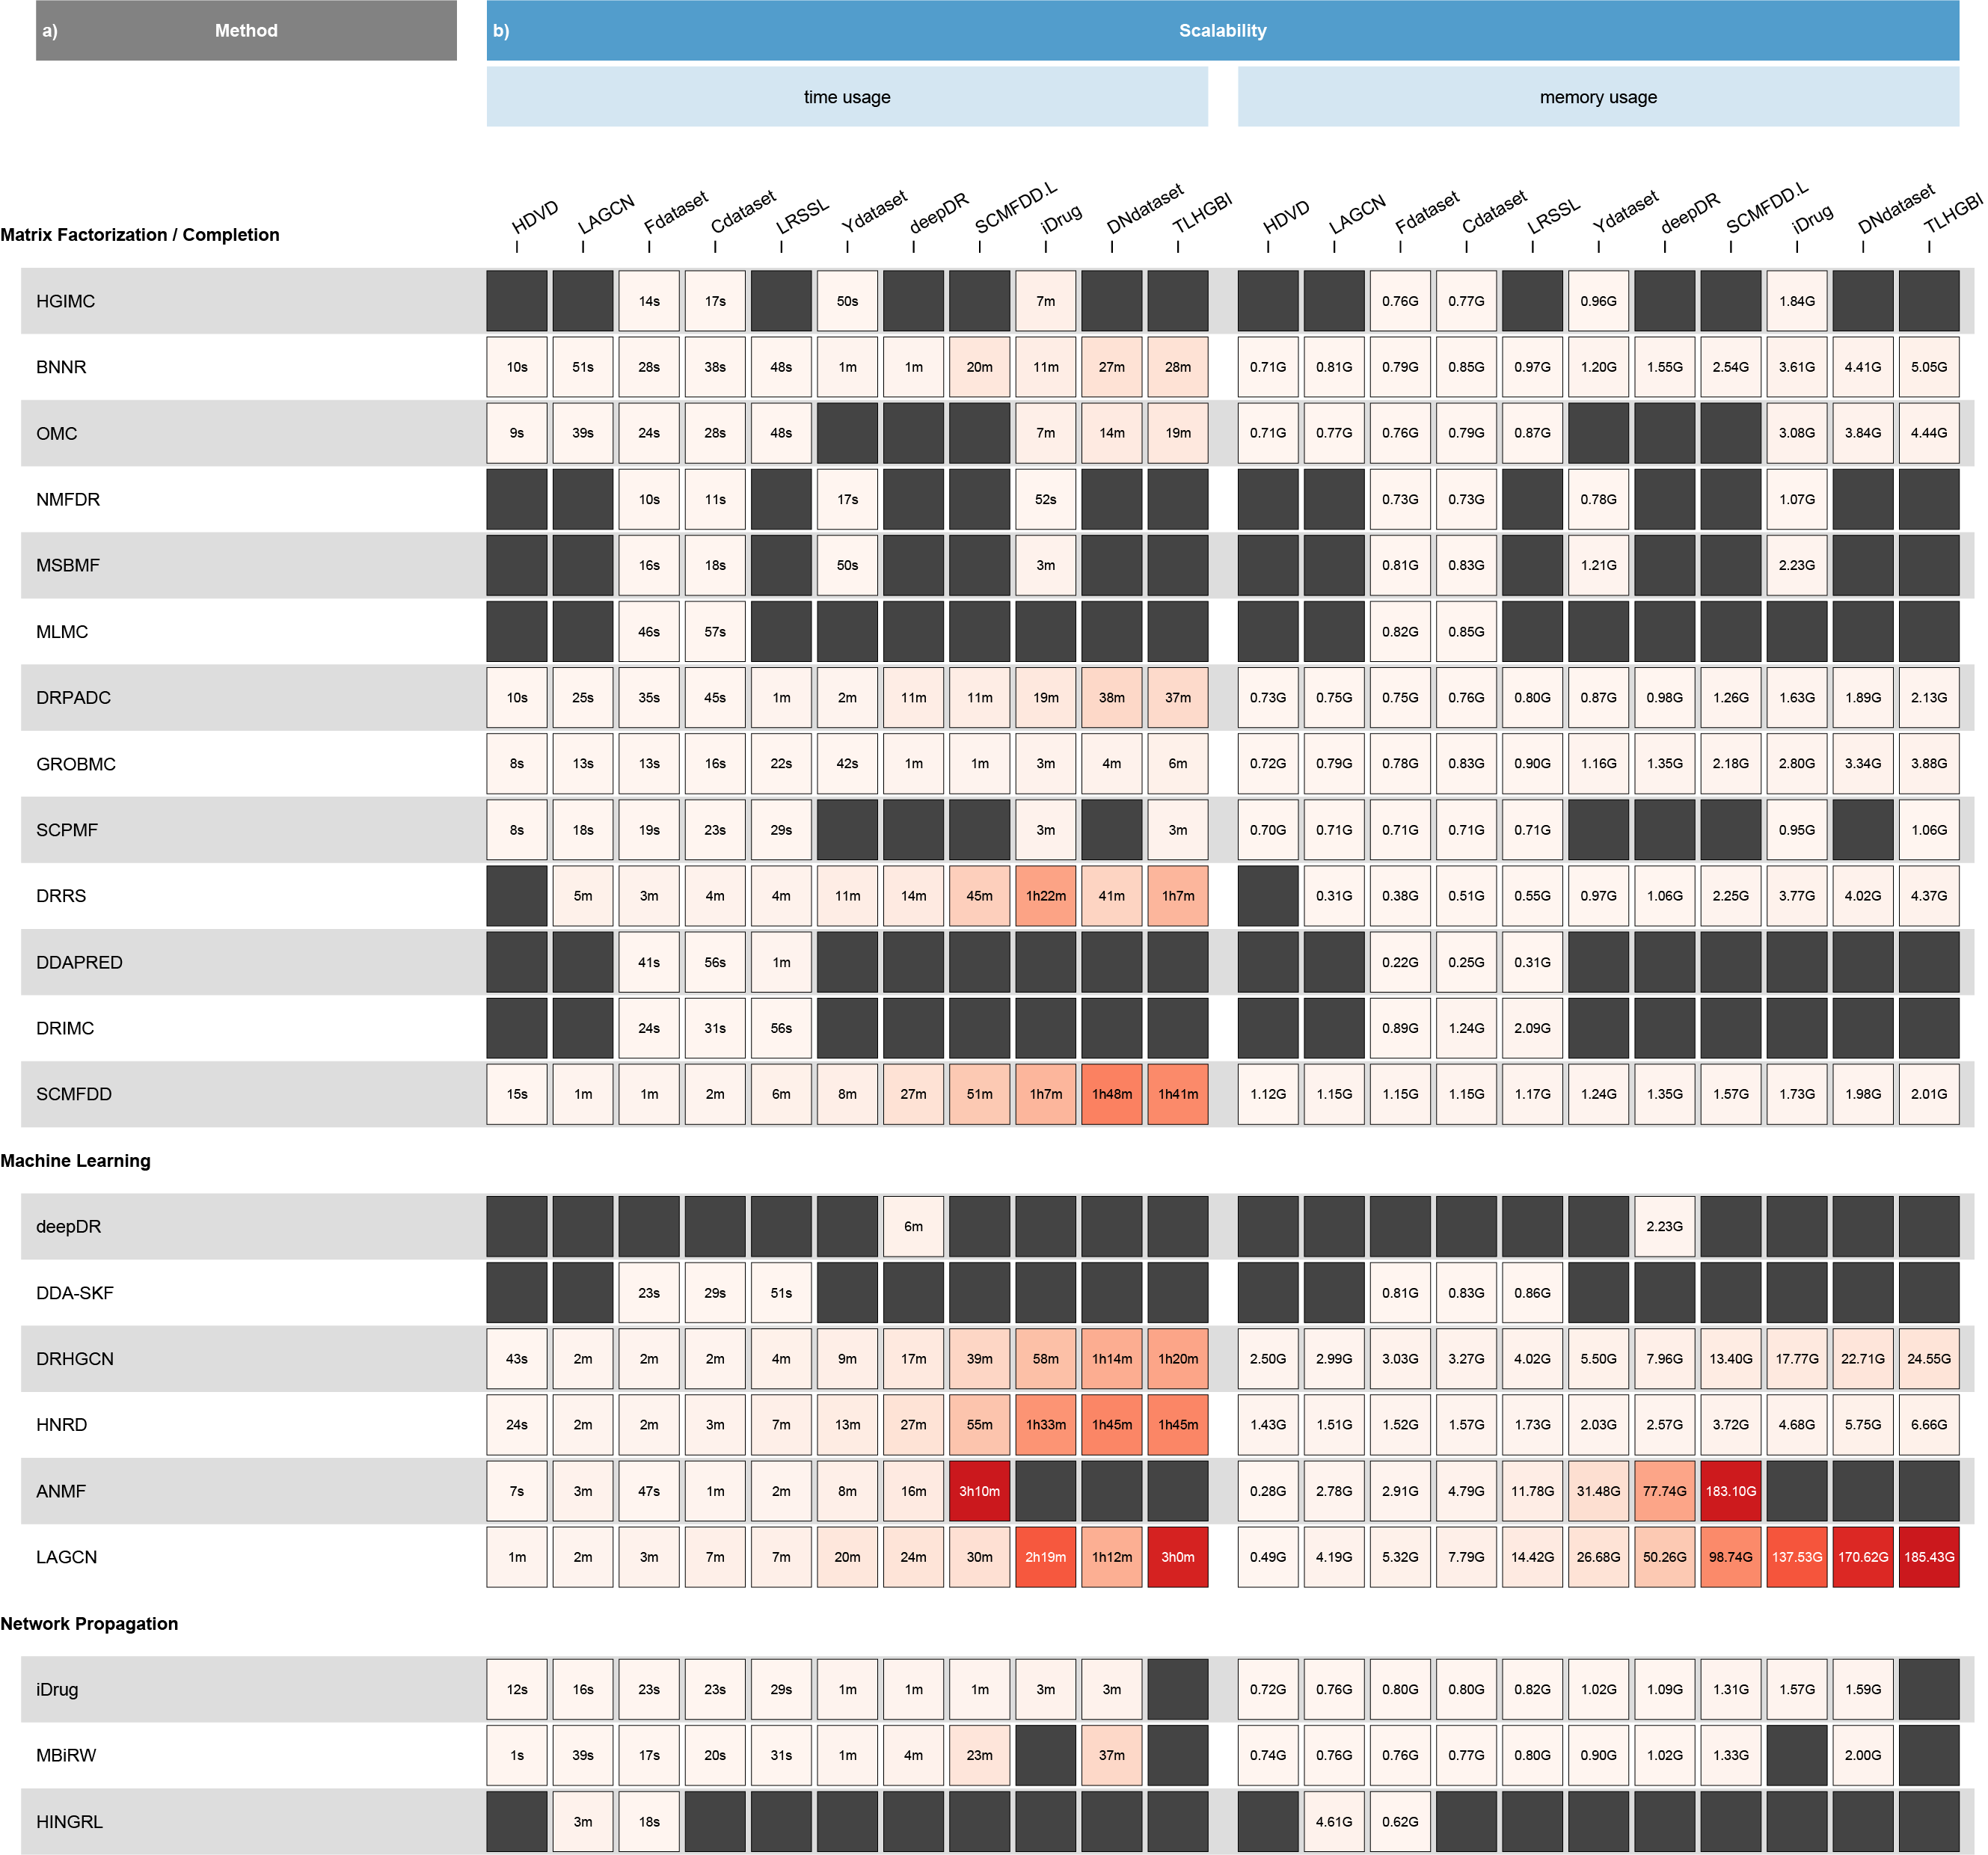 a) Method b) Scalability
time usage memory usage
HDVD LAGCN Fdataset Cdataset LRSSL Ydataset deepDR SCMFDD.L iDrug DNdataset TLHGBI HDVD LAGCN Fdataset Cdataset LRSSL Ydataset deepDR SCMFDD.L iDrug DNdataset TLHGBI
Matrix Factorization / Completion
HGIMC 14s 17s 50s 7m 0.76G 0.77G 0.96G 1.84G
BNNR 10s 51s 28s 38s 48s 1m 1m 20m 11m 27m 28m 0.71G 0.81G 0.79G 0.85G 0.97G 1.20G 1.55G 2.54G 3.61G 4.41G 5.05G
OMC 9s 39s 24s 28s 48s 7m 14m 19m 0.71G 0.77G 0.76G 0.79G 0.87G 3.08G 3.84G 4.44G
NMFDR 10s 11s 17s 52s 0.73G 0.73G 0.78G 1.07G
MSBMF 16s 18s 50s 3m 0.81G 0.83G 1.21G 2.23G
MLMC 46s 57s 0.82G 0.85G
DRPADC 10s 25s 35s 45s 1m 2m 11m 11m 19m 38m 37m 0.73G 0.75G 0.75G 0.76G 0.80G 0.87G 0.98G 1.26G 1.63G 1.89G 2.13G
GROBMC 8s 13s 13s 16s 22s 42s 1m 1m 3m 4m 6m 0.72G 0.79G 0.78G 0.83G 0.90G 1.16G 1.35G 2.18G 2.80G 3.34G 3.88G
SCPMF 8s 18s 19s 23s 29s 3m 3m 0.70G 0.71G 0.71G 0.71G 0.71G 0.95G 1.06G
DRRS 5m 3m 4m 4m 11m 14m 45m 1h22m 41m 1h7m 0.31G 0.38G 0.51G 0.55G 0.97G 1.06G 2.25G 3.77G 4.02G 4.37G
DDAPRED 41s 56s 1m 0.22G 0.25G 0.31G
DRIMC 24s 31s 56s 0.89G 1.24G 2.09G
SCMFDD 15s 1m 1m 2m 6m 8m 27m 51m 1h7m 1h48m 1h41m 1.12G 1.15G 1.15G 1.15G 1.17G 1.24G 1.35G 1.57G 1.73G 1.98G 2.01G
Machine Learning
deepDR 6m 2.23G
DDA-SKF 23s 29s 51s 0.81G 0.83G 0.86G
DRHGCN 43s 2m 2m 2m 4m 9m 17m 39m 58m 1h14m 1h20m 2.50G 2.99G 3.03G 3.27G 4.02G 5.50G 7.96G 13.40G 17.77G 22.71G 24.55G
HNRD 24s 2m 2m 3m 7m 13m 27m 55m 1h33m 1h45m 1h45m 1.43G 1.51G 1.52G 1.57G 1.73G 2.03G 2.57G 3.72G 4.68G 5.75G 6.66G
ANMF 7s 3m 47s 1m 2m 8m 16m 3h10m 0.28G 2.78G 2.91G 4.79G 11.78G 31.48G 77.74G 183.10G
LAGCN 1m 2m 3m 7m 7m 20m 24m 30m 2h19m 1h12m 3h0m 0.49G 4.19G 5.32G 7.79G 14.42G 26.68G 50.26G 98.74G 137.53G 170.62G 185.43G
Network Propagation
iDrug 12s 16s 23s 23s 29s 1m 1m 1m 3m 3m 0.72G 0.76G 0.80G 0.80G 0.82G 1.02G 1.09G 1.31G 1.57G 1.59G
MBiRW 1s 39s 17s 20s 31s 1m 4m 23m 37m 0.74G 0.76G 0.76G 0.77G 0.80G 0.90G 1.02G 1.33G 2.00G
HINGRL 3m 18s 4.61G 0.62G